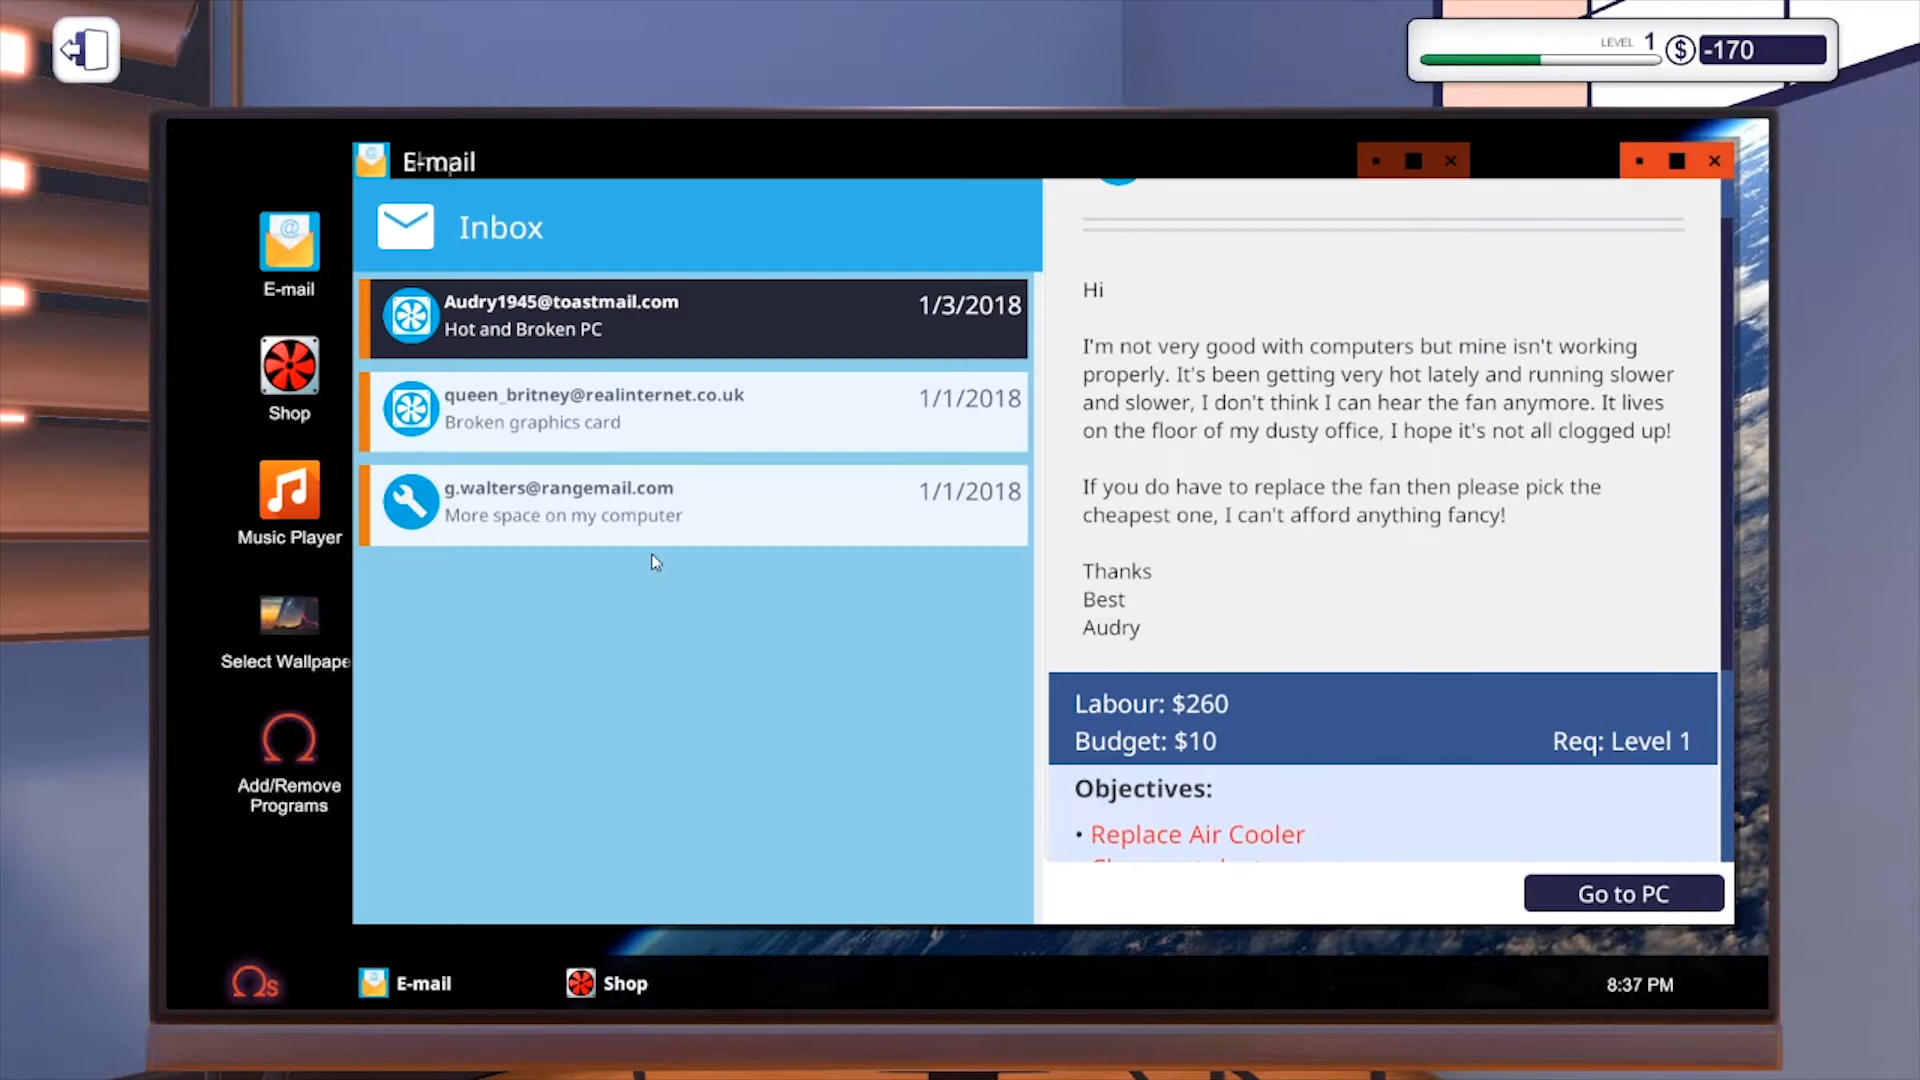 LEVEL 1
$ -170
E-mail
Inbox
E-mail
Shop
Music Player
Select Wallpape
Add/Remove
Programs
Audry1945@toastmail.com
1/3/2018
Hot and Broken PC
queen_britney@realinternet.co.uk
1/1/2018
Broken graphics card
g.walters@rangemail.com
1/1/2018
More space on my computer
Hi
I'm not very good with computers but mine isn't working
properly. It's been getting very hot lately and running slower
and slower, I don't think I can hear the fan anymore. It lives
on the floor of my dusty office, I hope it's not all clogged up!
If you do have to replace the fan then please pick the
cheapest one, I can't afford anything fancy!
Thanks
Best
Audry
Labour: $260
Budget: $10
Req: Level 1
Objectives:
• Replace Air Cooler
Go to PC
Ωs
E-mail
Shop
8:37 PM